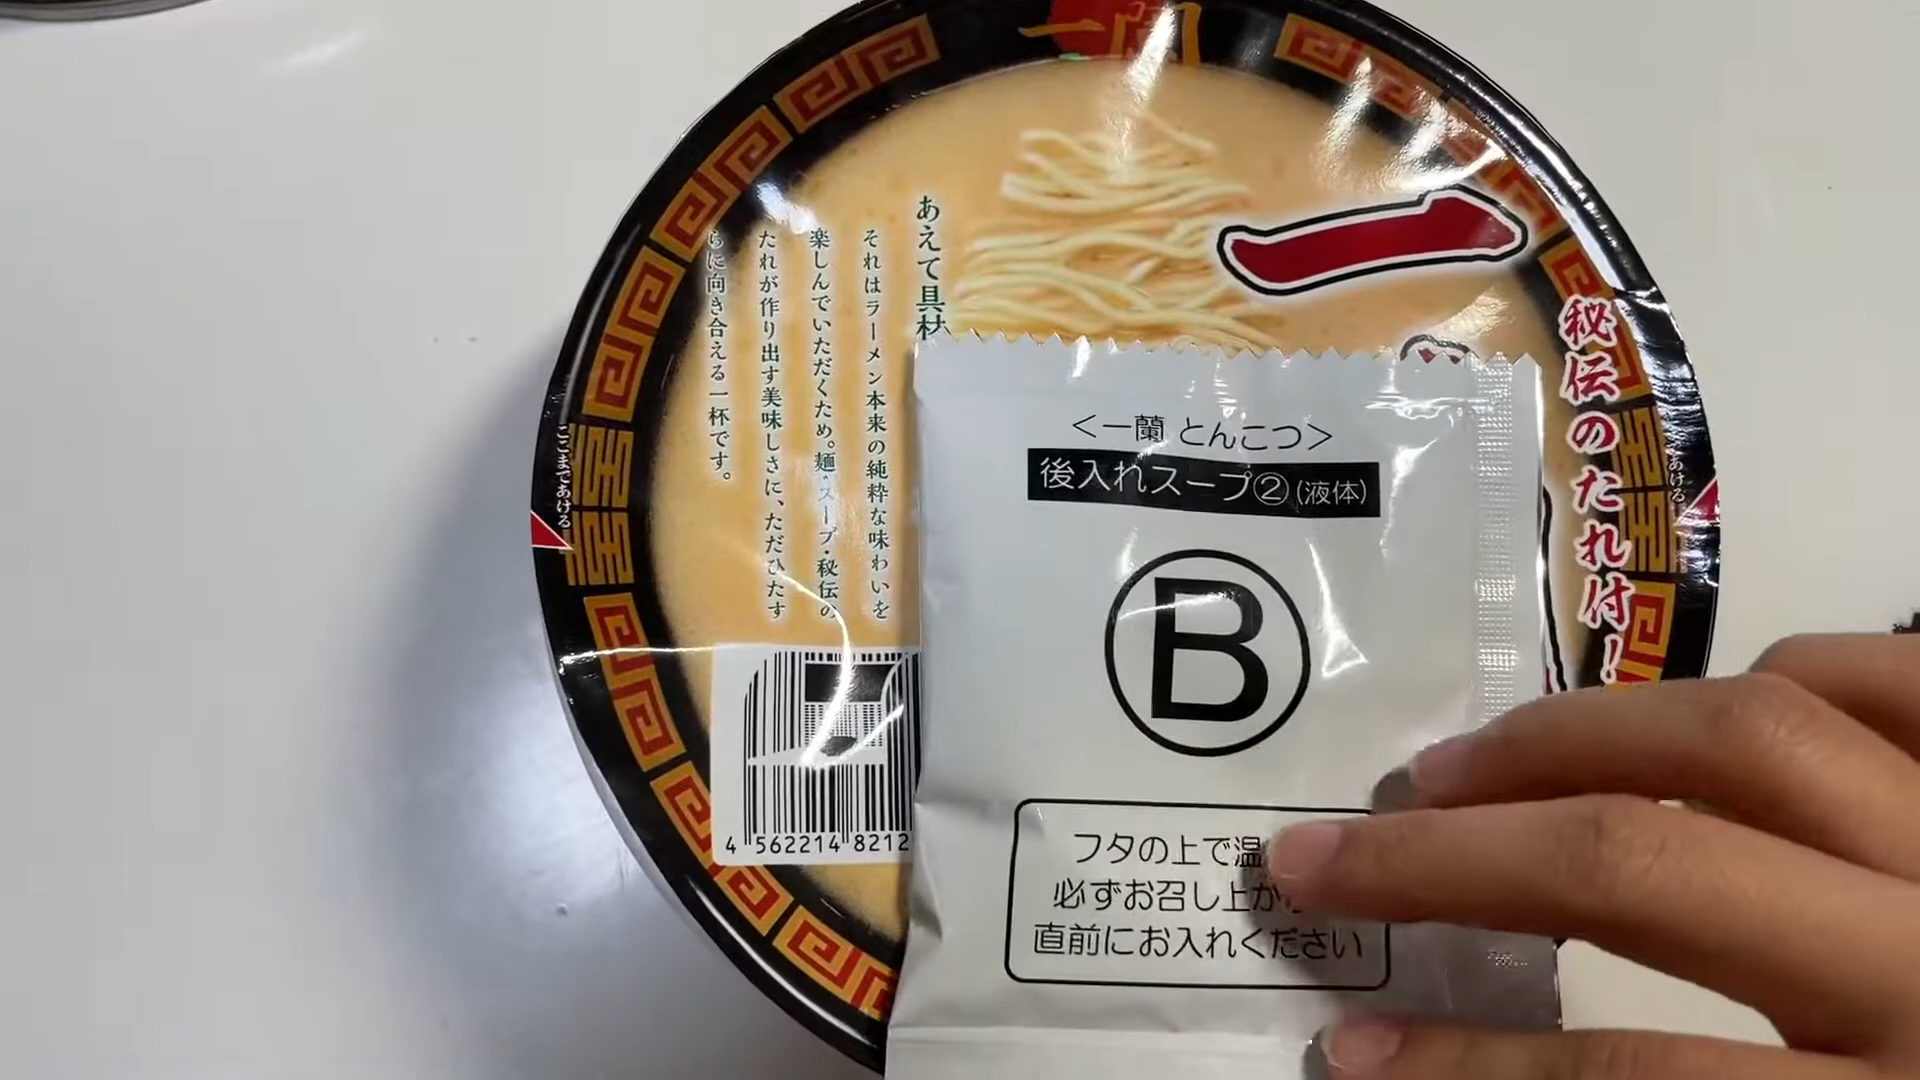 一蘭
あえて具材
それはラーメン本来の純粋な味わいを
楽しんでいただくため。麺・スープ・秘伝の
たれが作り出す美味しさに、ただひたす
らに向き合える一杯です。
ここまであける
一
秘伝のたれ付!
あける
4 562214 8212
<一蘭 とんこつ>
後入れスープ②(液体)
B
フタの上で温
必ずお召し上が
直前にお入れください